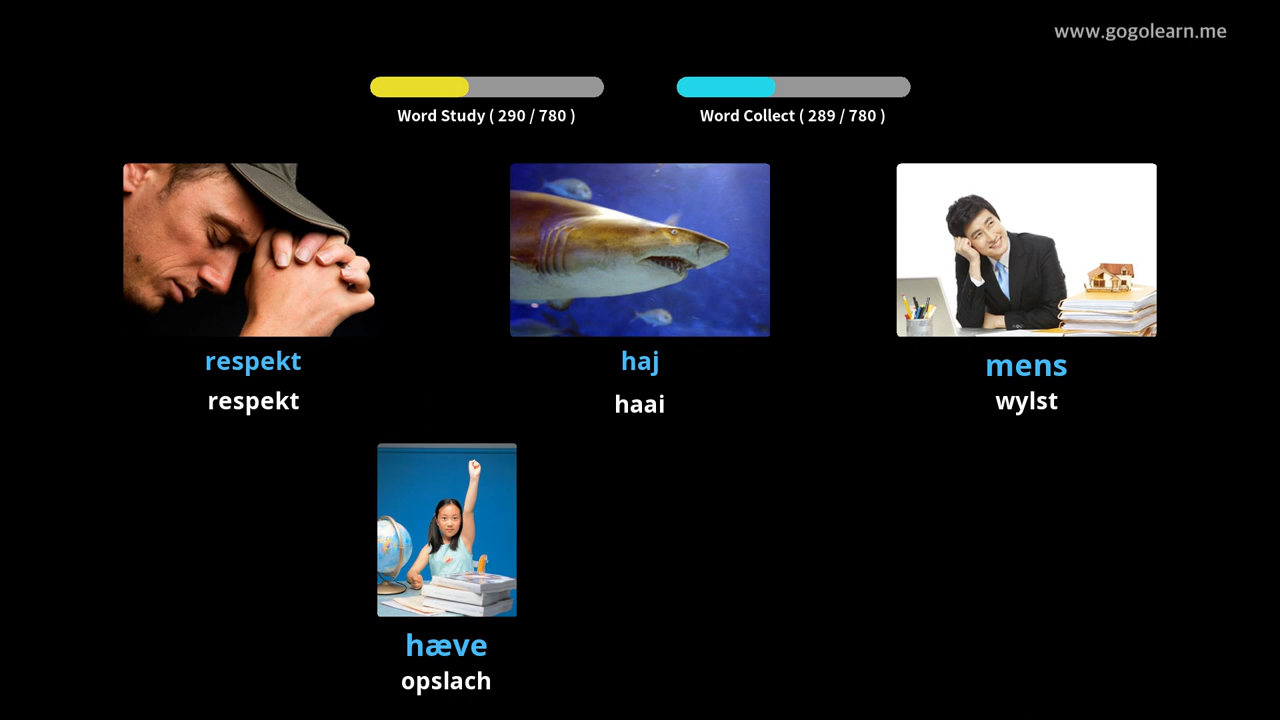 www.gogolearn.me
Word Study ( 290 / 780 )
Word Collect ( 289 / 780 )
respekt
respekt
haj
haai
mens
wylst
hæve
opslach